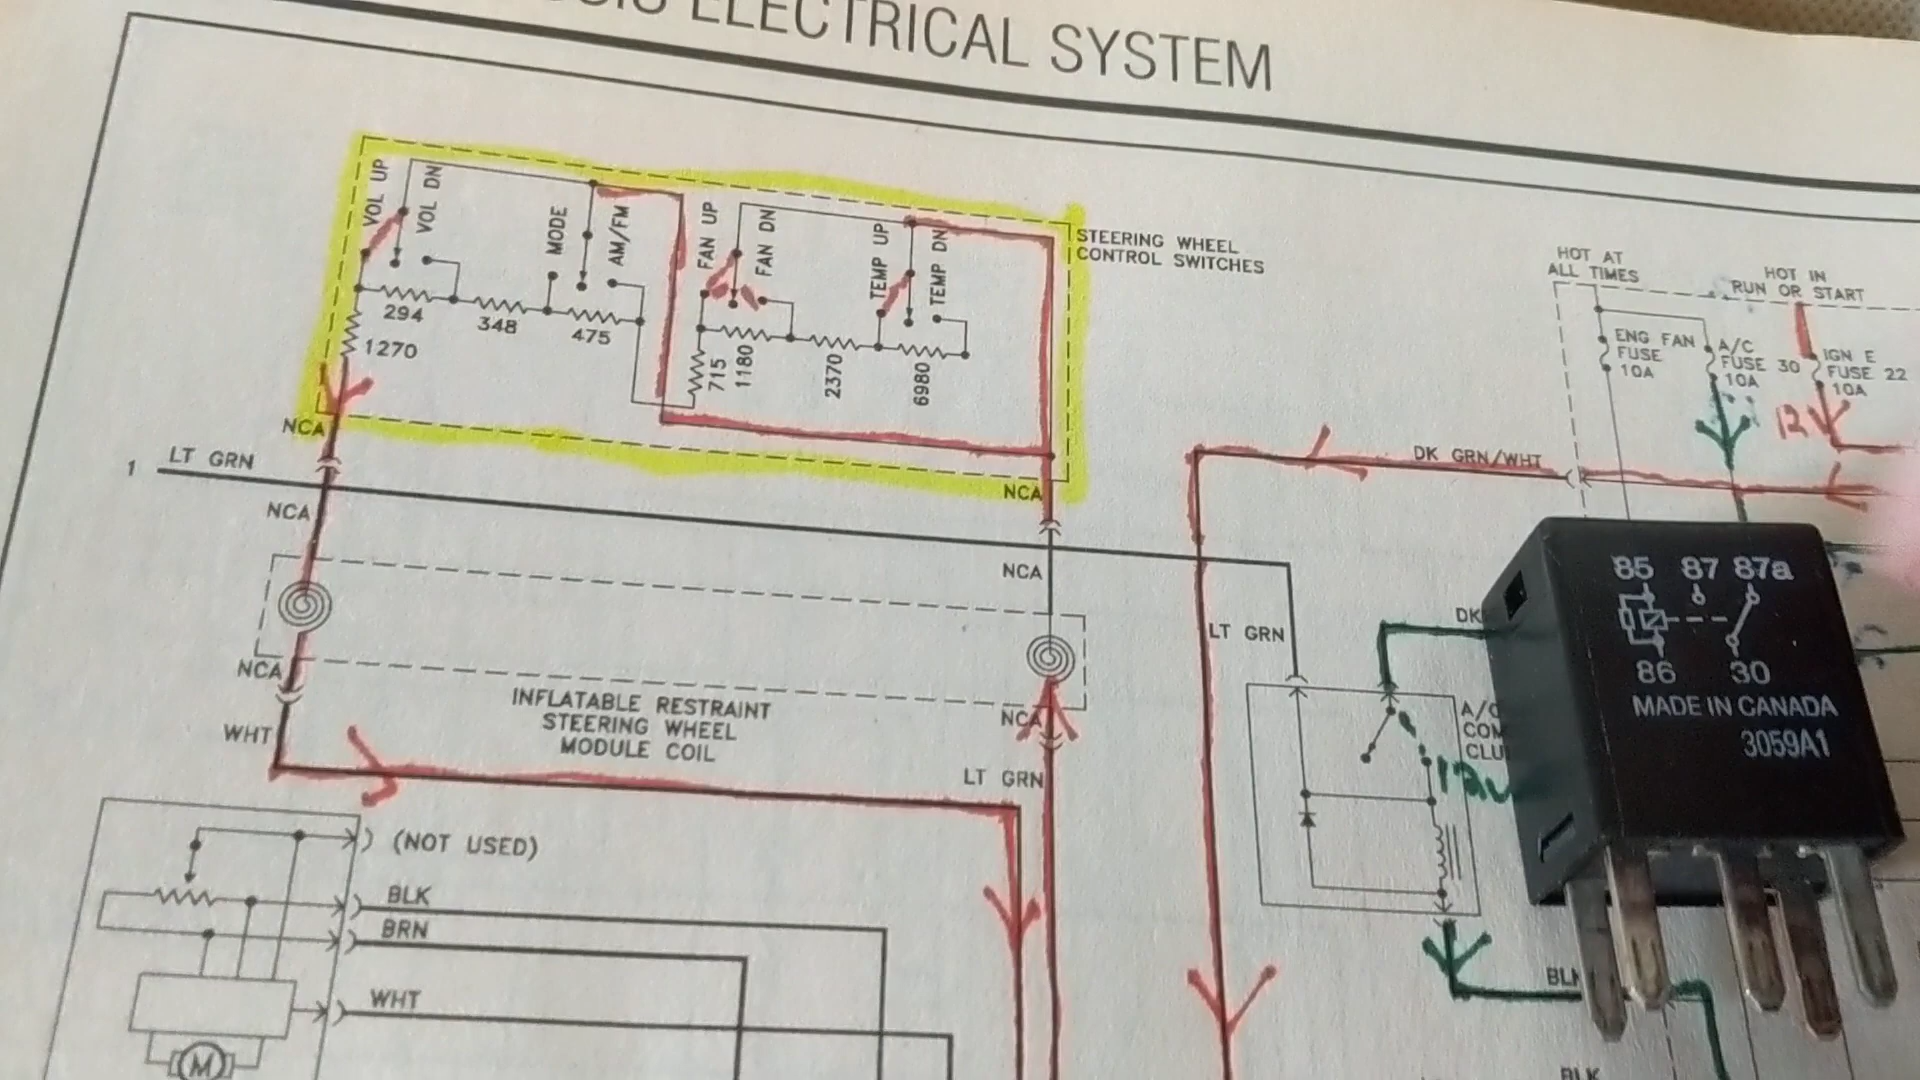 ELECTRICAL SYSTEM
VOL UP
VOL DN
MODE
AM/FM
FAN UP
FAN DN
TEMP UP
TEMP DN
294
348
475
1270
715
1180
2370
6980
STEERING WHEEL
CONTROL SWITCHES
HOT AT
ALL TIMES
HOT IN
RUN OR START
ENG FAN
FUSE
10A
A/C
FUSE 30
10A
IGN E
FUSE 22
10A
12
NCA
NCA
1
LT GRN
DK GRN/WHT
NCA
NCA
NCA
NCA
INFLATABLE RESTRAINT
STEERING WHEEL
MODULE COIL
WHT
LT GRN
LT GRN
DK
12v
85 87 87a
86 30
MADE IN CANADA
3059A1
(NOT USED)
BLK
BRN
WHT
M
BLK